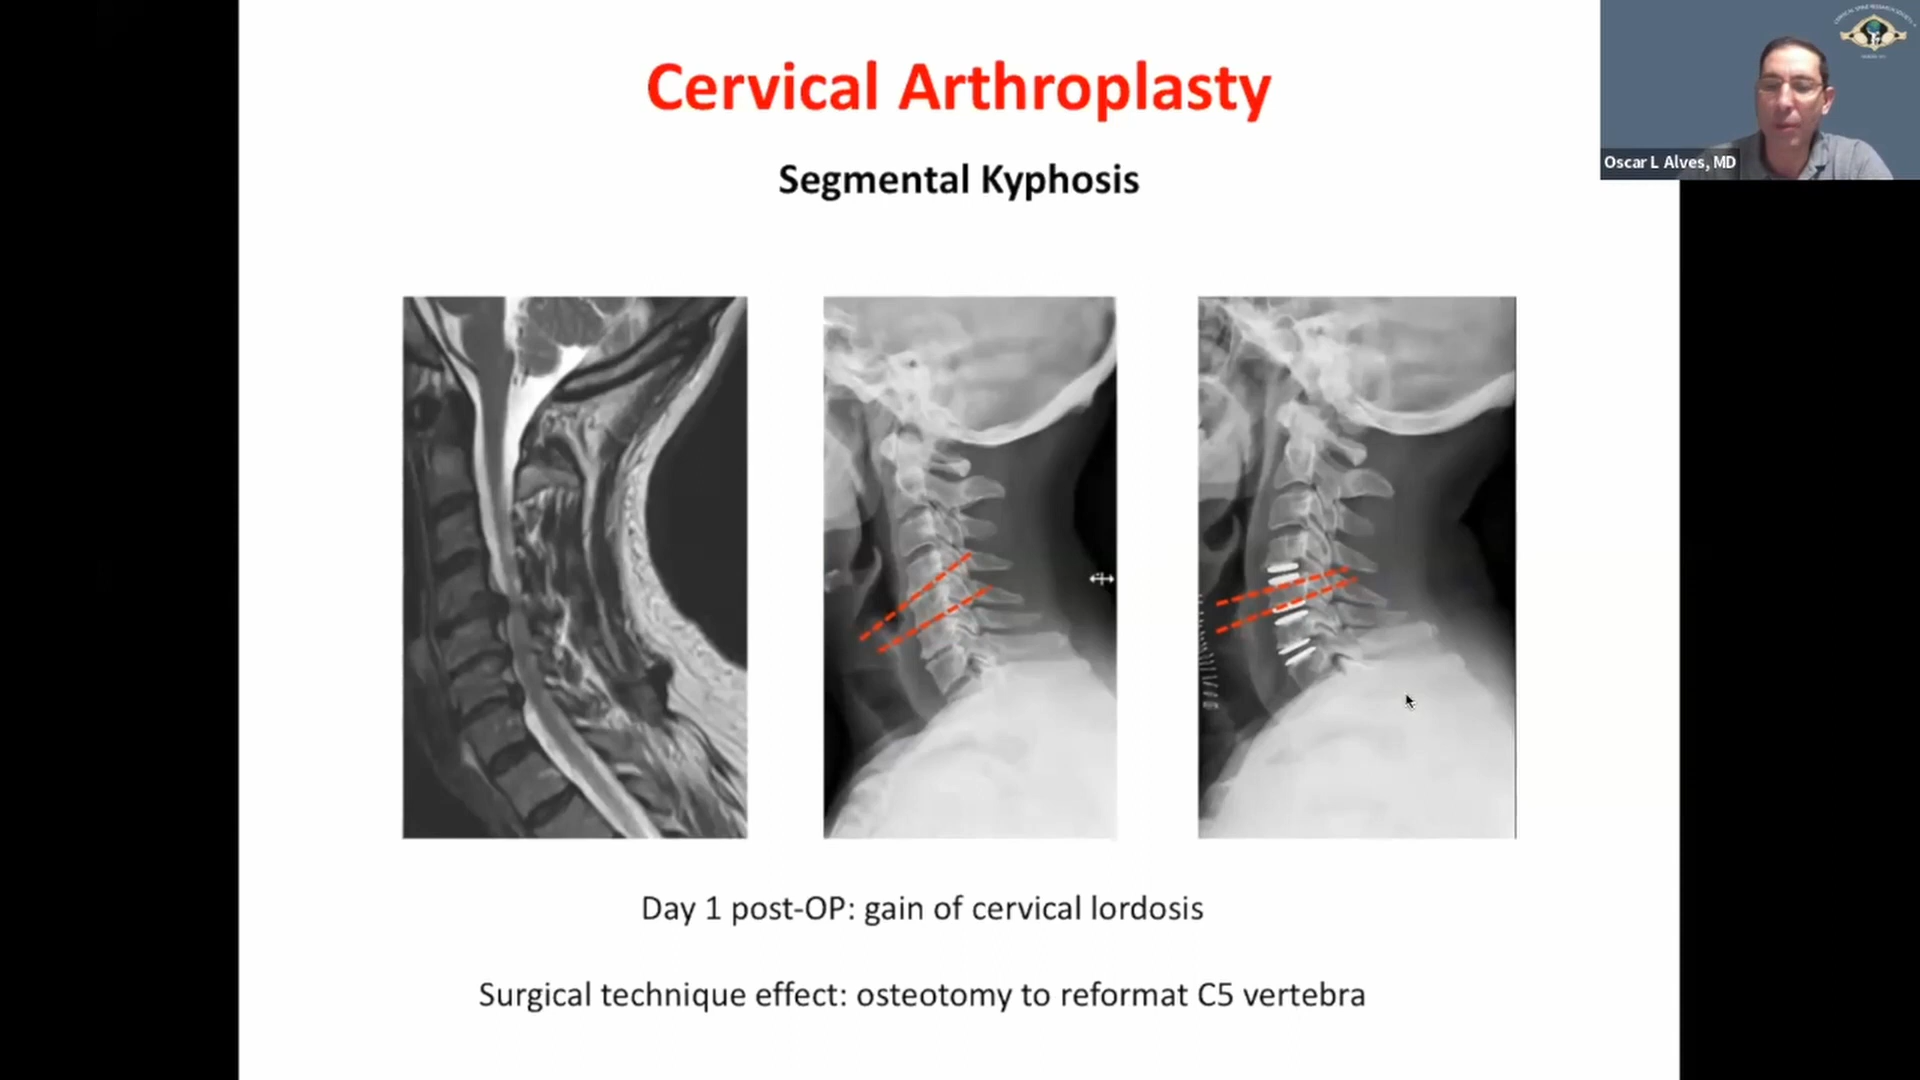 Cervical Arthroplasty
Segmental Kyphosis
Oscar L Alves, MD
Day 1 post-OP: gain of cervical lordosis
Surgical technique effect: osteotomy to reformat C5 vertebra